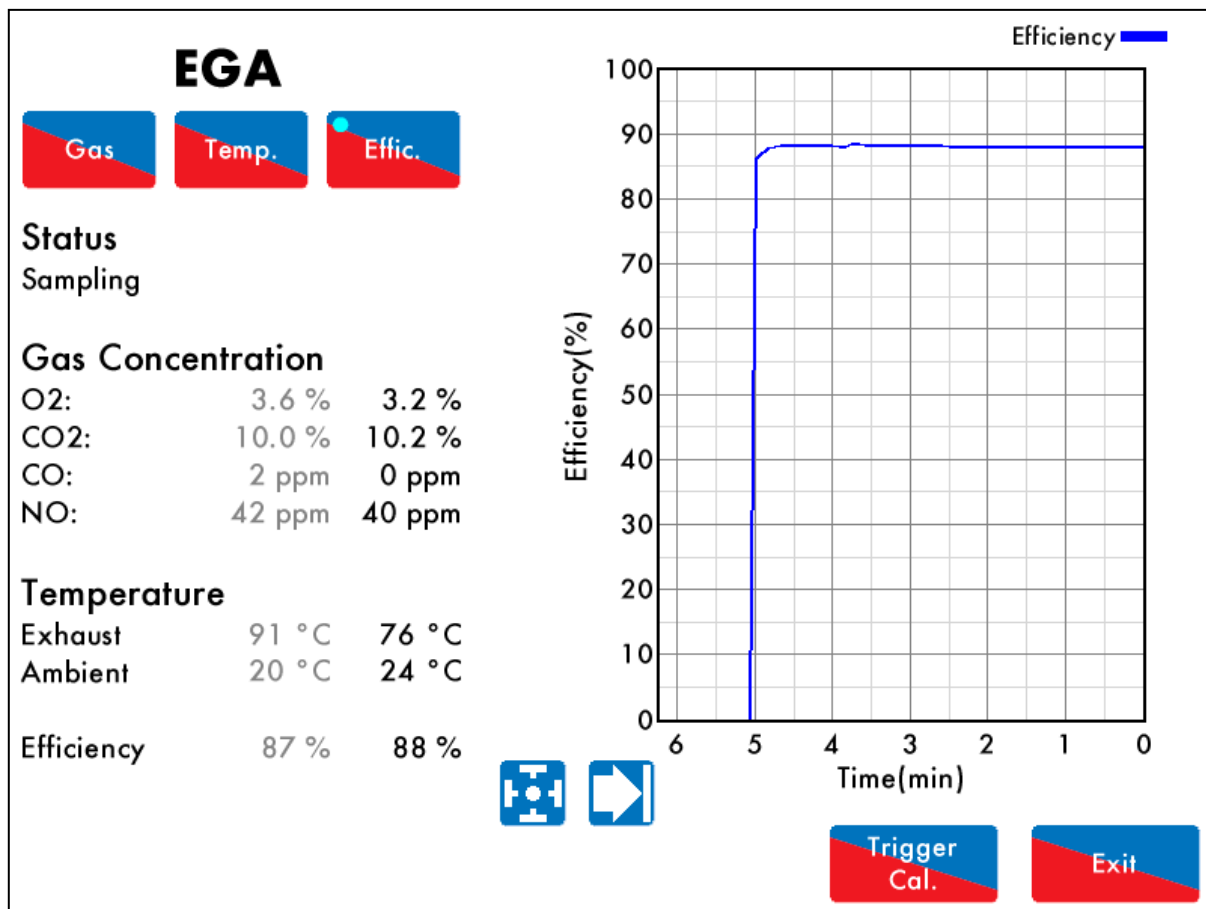 EGA
Gas Temp. Effic.
Status
Sampling
Gas Concentration
O2: 3.6 % 3.2 %
CO2: 10.0 % 10.2 %
CO: 2 ppm 0 ppm
NO: 42 ppm 40 ppm
Temperature
Exhaust 91 °C 76 °C
Ambient 20 °C 24 °C
Efficiency 87 % 88 %
Efficiency
100
90
80
70
60
50
40
30
20
10
0
Efficiency(%)
6 5 4 3 2 1 0
Time(min)
Trigger
Cal.
Exit